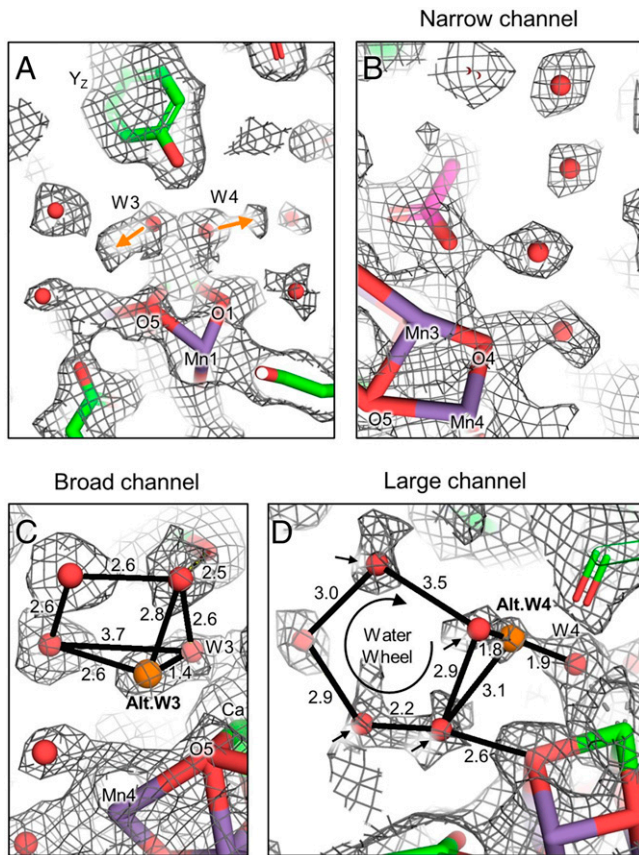 Narrow channel
A
Y_Z
W3
W4
O5
O1
Mn1
B
Mn3
O4
O5
Mn4
Broad channel
Large channel
C
2.6
2.5
2.6
2.8
2.6
3.7
W3
2.6
1.4
Alt.W3
Ca
O5
Mn4
D
3.0
3.5
Alt.W4
W4
Water
Wheel
1.8
1.9
2.9
3.1
2.9
2.2
2.6